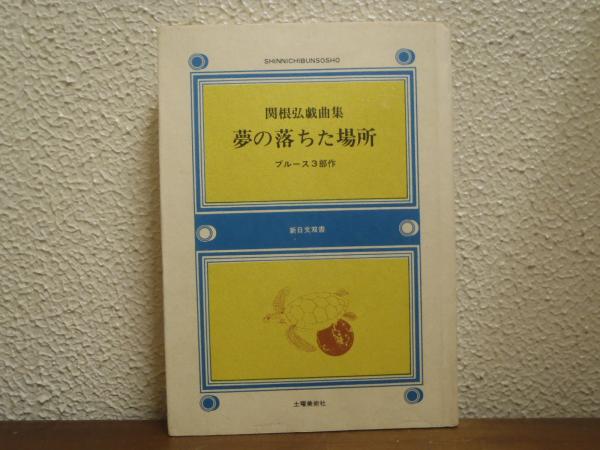 SHINNICHIBUNSOSHO
関根弘戯曲集
夢の落ちた場所
ブルース3部作
新日文双書
土曜美術社